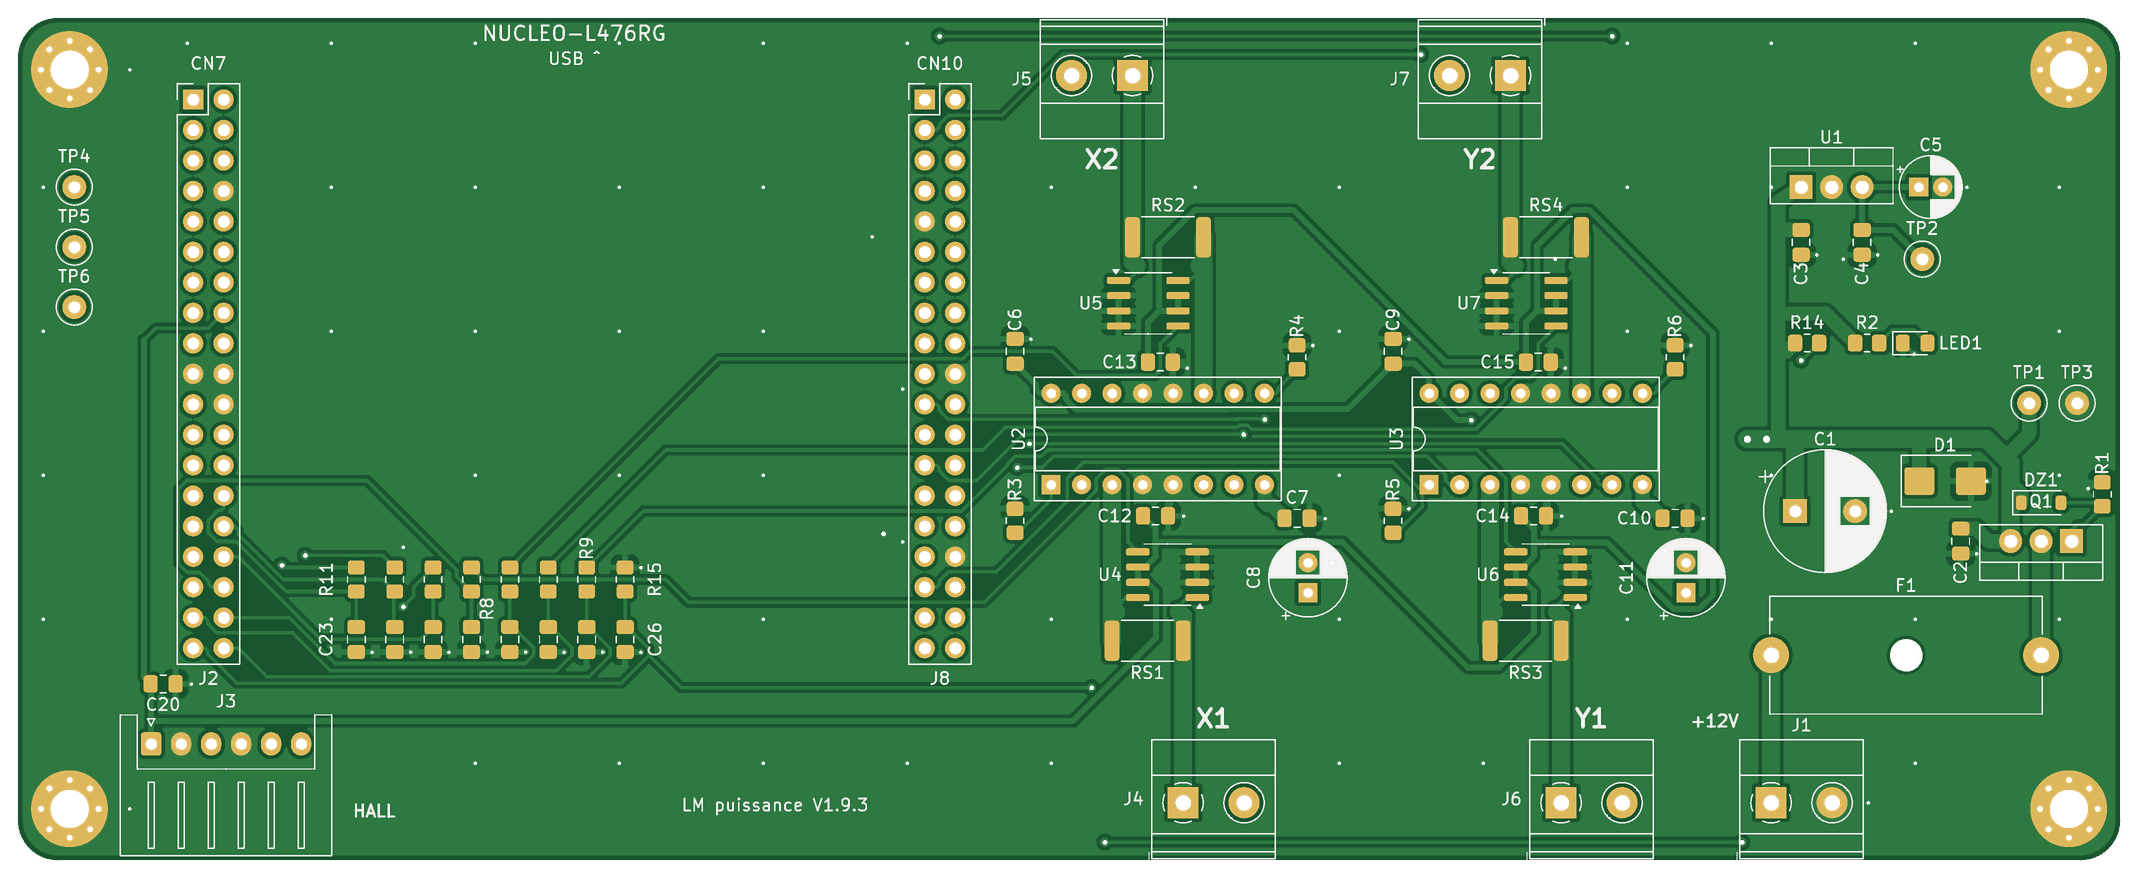 NUCLEO-L476RG
USB ^
CN7
CN10
J5
J7
X2
Y2
TP4
TP5
TP6
U1
C5
RS2
RS4
TP2
C3
C4
U5
U7
C6
R4
C9
R6
R14
R2
LED1
C13
C15
TP1
TP3
U2
U3
C1
D1
R1
R3
C7
R5
DZ1
Q1
C12
C14
C10
R9
R11
R15
U4
C8
U6
C11
C2
F1
R8
C23
C26
J2
J8
RS1
RS3
C20
J3
X1
Y1
+12V
J1
J4
J6
LM puissance V1.9.3
HALL